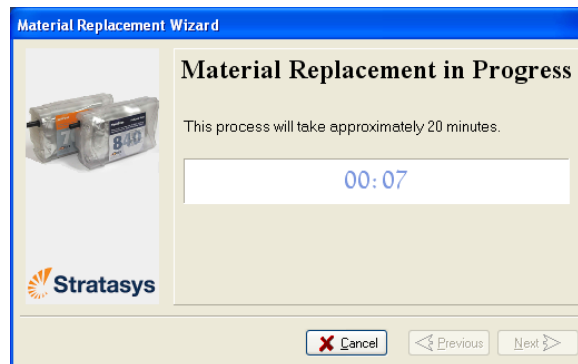 Material Replacement Wizard
Material Replacement in Progress
This process will take approximately 20 minutes.
00:07
840
Stratasys
Cancel
Previous
Next